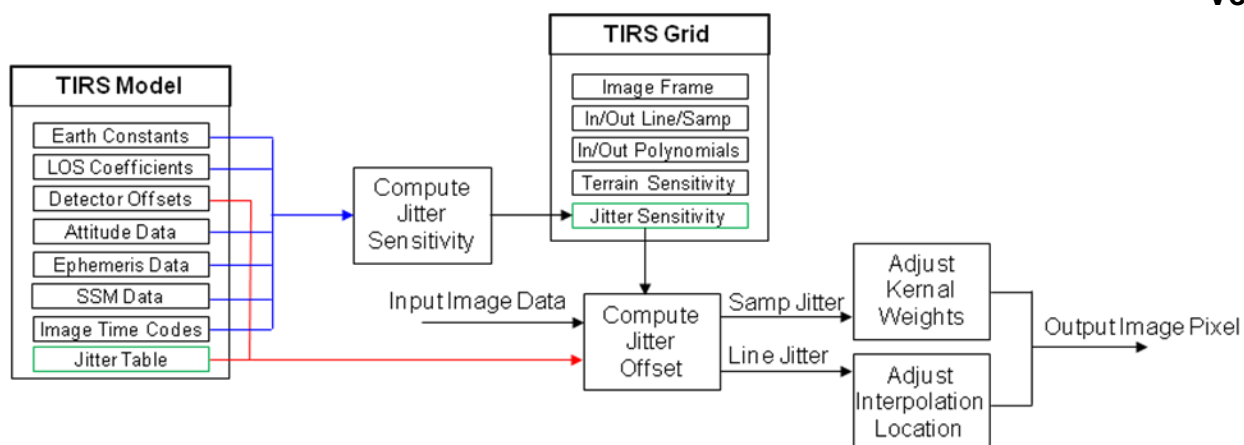 TIRS Grid
Image Frame
In/Out Line/Samp
In/Out Polynomials
Terrain Sensitivity
Jitter Sensitivity
TIRS Model
Earth Constants
LOS Coefficients
Detector Offsets
Attitude Data
Ephemeris Data
SSM Data
Image Time Codes
Jitter Table
Compute
Jitter
Sensitivity
Input Image Data
Compute
Jitter
Offset
Samp Jitter
Line Jitter
Adjust
Kernal
Weights
Adjust
Interpolation
Location
Output Image Pixel